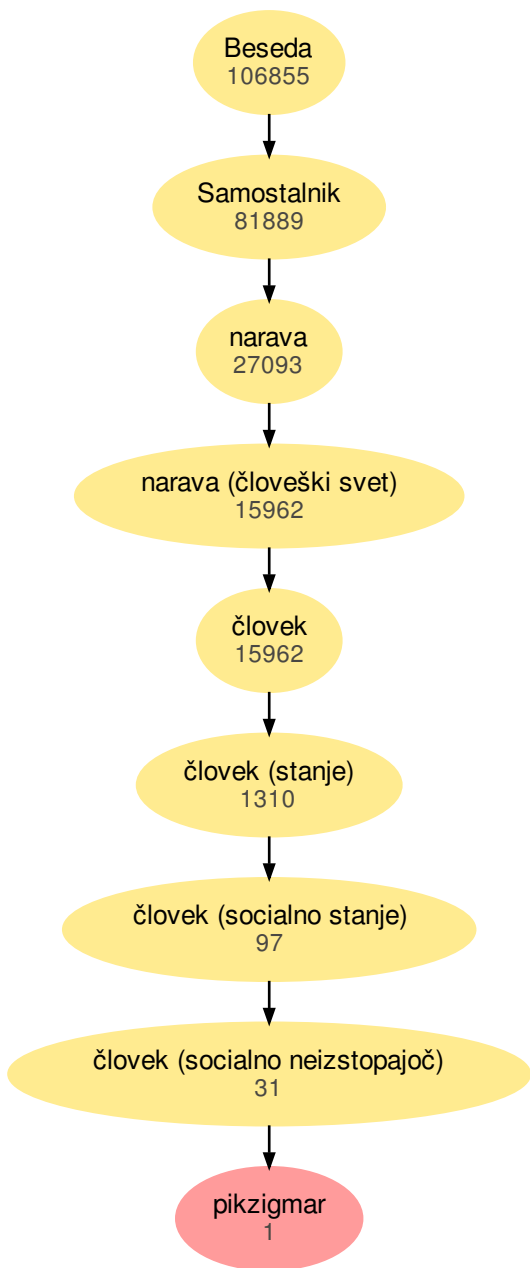 Beseda
106855
Samostalnik
81889
narava
27093
narava (človeški svet)
15962
človek
15962
človek (stanje)
1310
človek (socialno stanje)
97
človek (socialno neizstopajoč)
31
pikzigmar
1